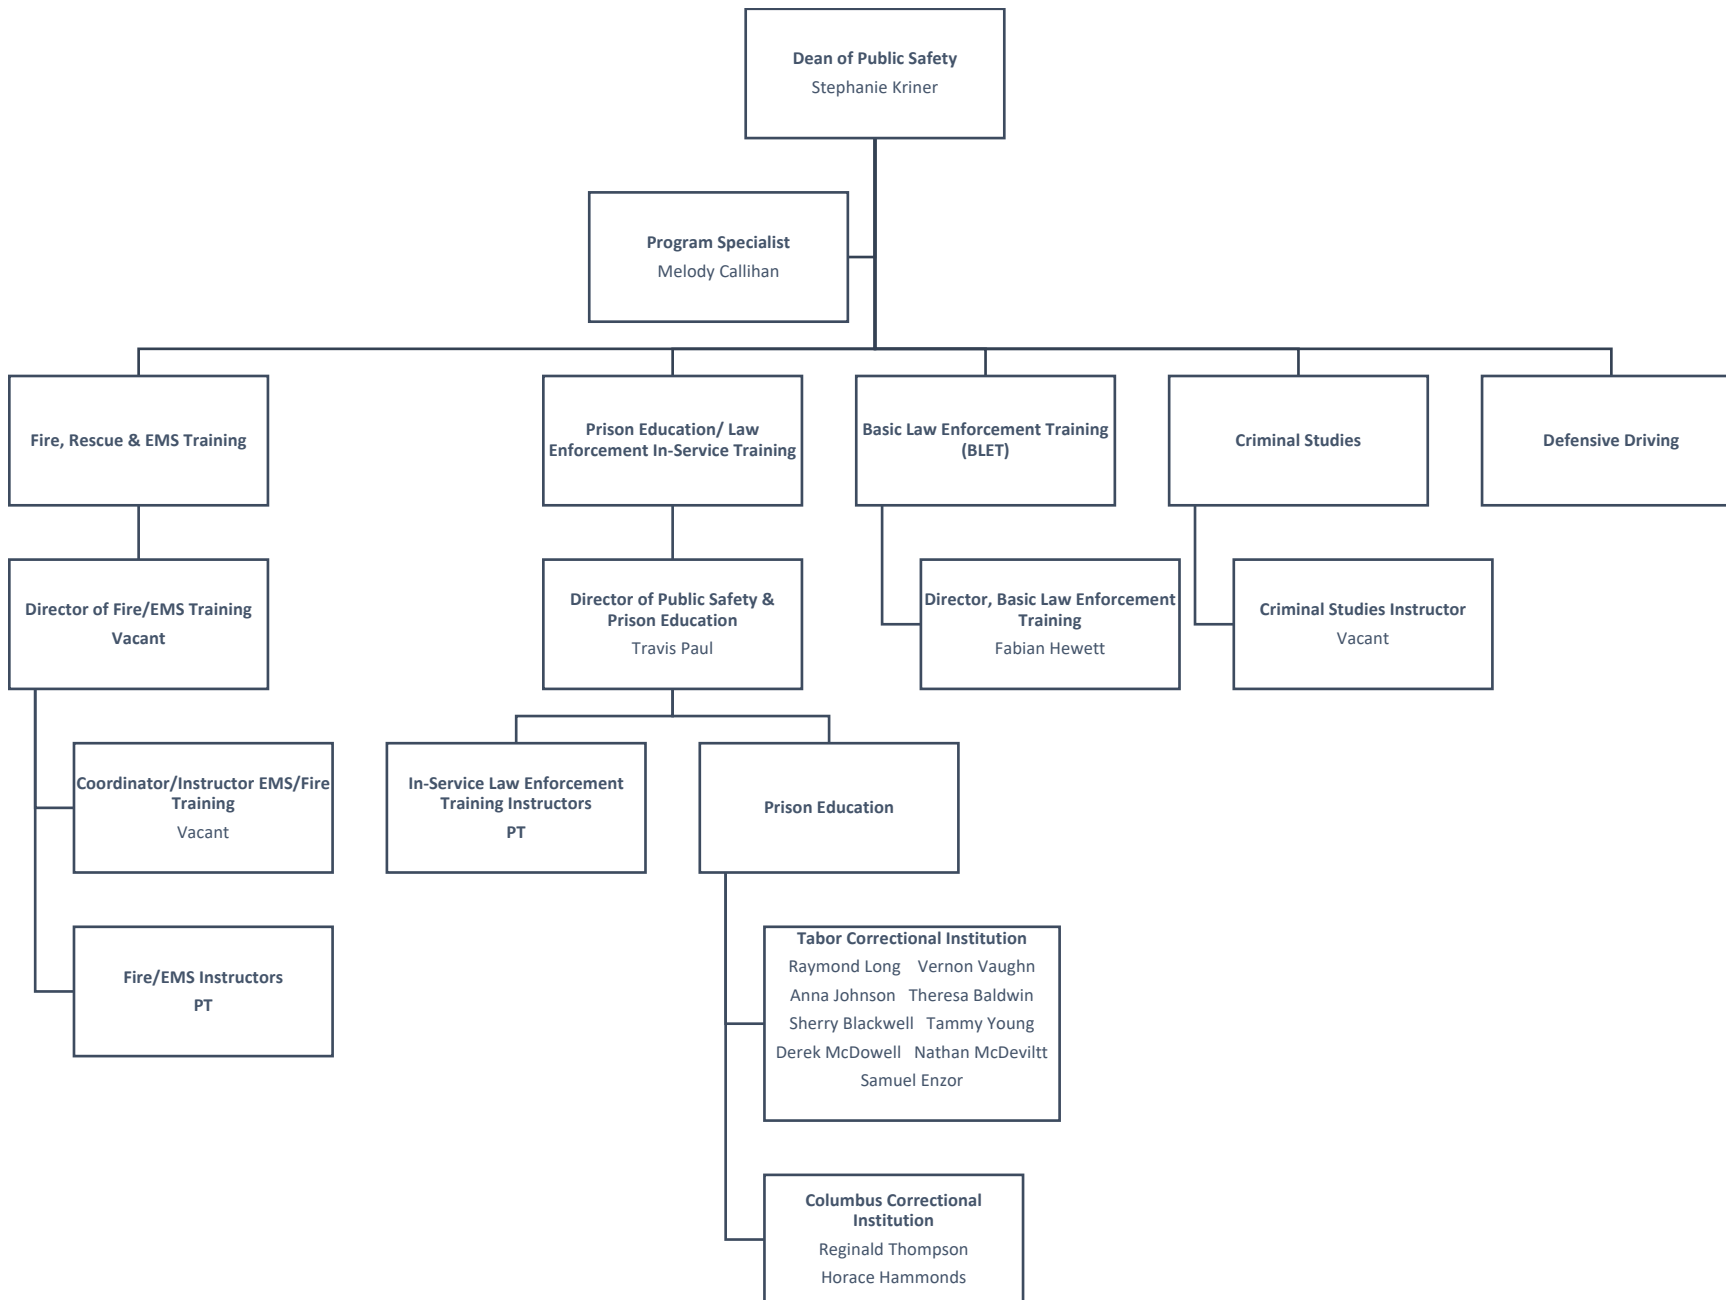 Dean of Public Safety
Stephanie Kriner
Program Specialist
Melody Callihan
Fire, Rescue & EMS Training
Prison Education/ Law
Enforcement In-Service Training
Basic Law Enforcement Training
(BLET)
Criminal Studies
Defensive Driving
Director of Fire/EMS Training
Vacant
Director of Public Safety &
Prison Education
Travis Paul
Director, Basic Law Enforcement
Training
Fabian Hewett
Criminal Studies Instructor
Vacant
Coordinator/Instructor EMS/Fire
Training
Vacant
In-Service Law Enforcement
Training Instructors
PT
Prison Education
Fire/EMS Instructors
PT
Tabor Correctional Institution
Raymond Long Vernon Vaughn
Anna Johnson Theresa Baldwin
Sherry Blackwell Tammy Young
Derek McDowell Nathan McDeviltt
Samuel Enzor
Columbus Correctional
Institution
Reginald Thompson
Horace Hammonds